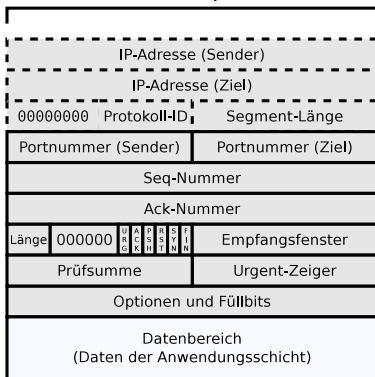 IP-Adresse (Sender)
IP-Adresse (Ziel)
00000000 Protokoll-ID Segment-Länge
Portnummer (Sender) Portnummer (Ziel)
Seq-Nummer
Ack-Nummer
Länge 000000 URG ACK PSH RST SYN FIN Empfangsfenster
Prüfsumme Urgent-Zeiger
Optionen und Füllbits
Datenbereich
(Daten der Anwendungsschicht)